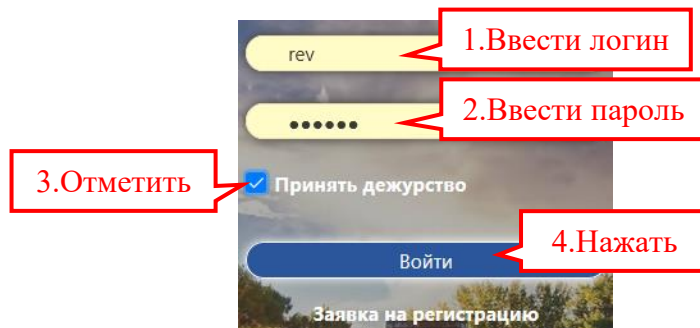 1.Ввести логин
rev
2.Ввести пароль
••••••
3.Отметить
Принять дежурство
4.Нажать
Войти
Заявка на регистрацию